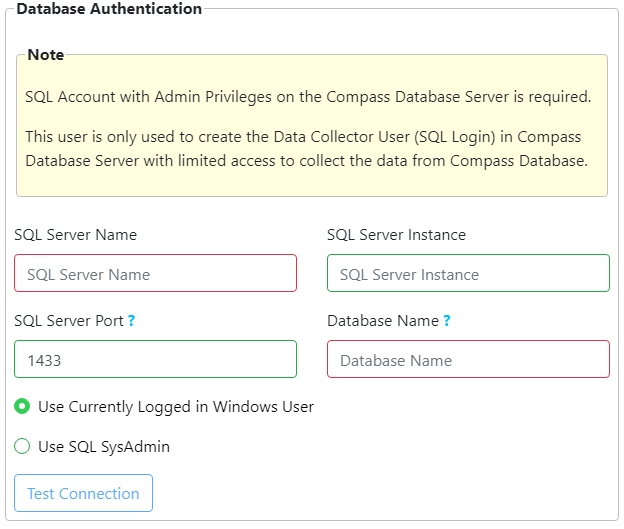 Database Authentication
Note
SQL Account with Admin Privileges on the Compass Database Server is required.
This user is only used to create the Data Collector User (SQL Login) in Compass
Database Server with limited access to collect the data from Compass Database.
SQL Server Name
SQL Server Instance
SQL Server Name
SQL Server Instance
SQL Server Port ?
Database Name ?
1433
Database Name
Use Currently Logged in Windows User
Use SQL SysAdmin
Test Connection